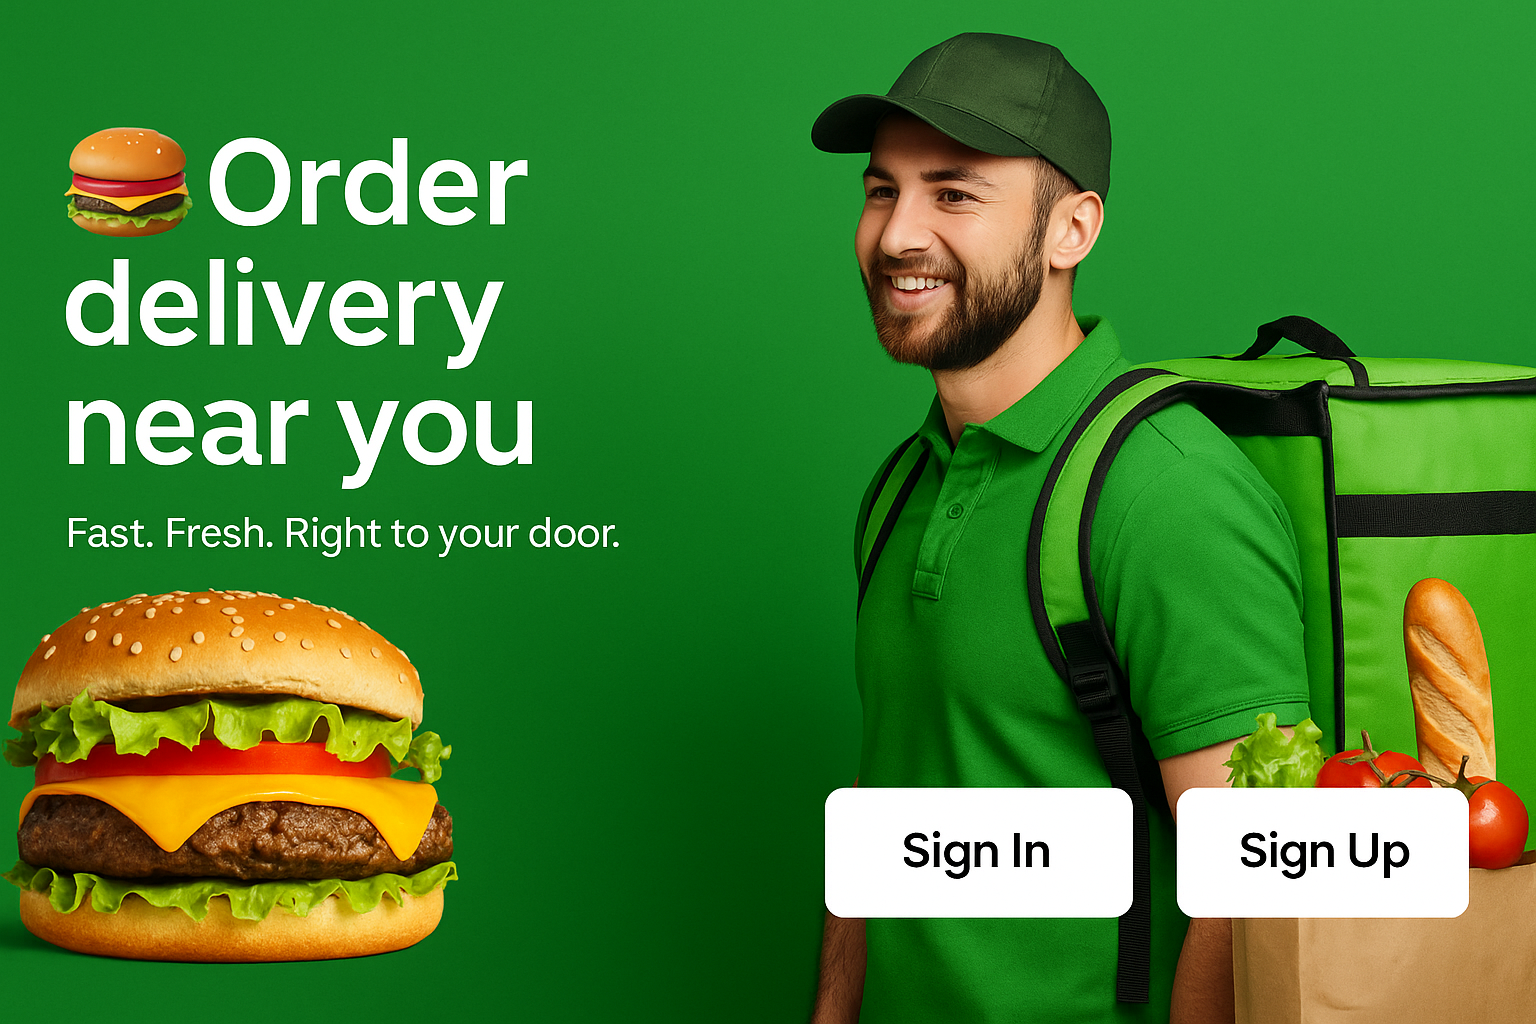 🍔 Order
delivery
near you
Fast. Fresh. Right to your door.
Sign In
Sign Up